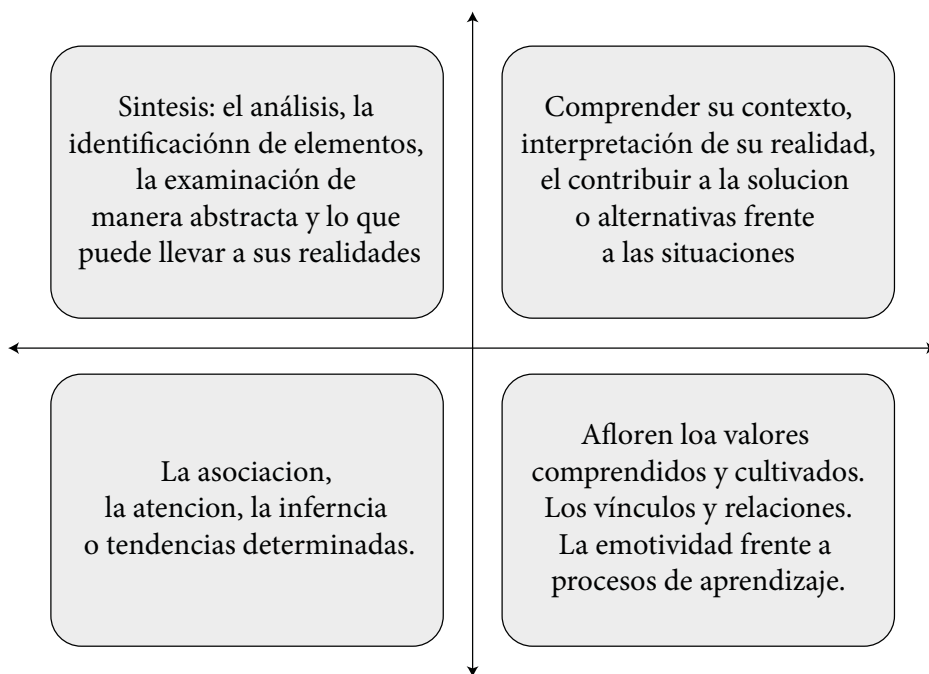 Sintesis: el análisis, la
identificaciónn de elementos,
la examinación de
manera abstracta y lo que
puede llevar a sus realidades
Comprender su contexto,
interpretación de su realidad,
el contribuir a la solucion
o alternativas frente
a las situaciones
La asociacion,
la atencion, la inferncia
o tendencias determinadas.
Afloren loa valores
comprendidos y cultivados.
Los vínculos y relaciones.
La emotividad frente a
procesos de aprendizaje.